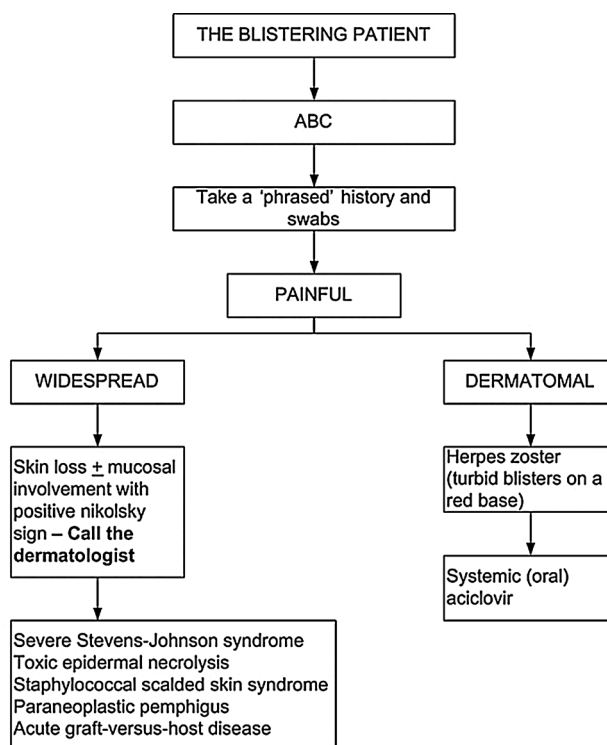 THE BLISTERING PATIENT
ABC
Take a 'phrased' history and
swabs
PAINFUL
WIDESPREAD
DERMATOMAL
Skin loss ± mucosal
involvement with
positive nikolsky
sign – Call the
dermatologist
Herpes zoster
(turbid blisters on a
red base)
Systemic (oral)
aciclovir
Severe Stevens-Johnson syndrome
Toxic epidermal necrolysis
Staphylococcal scalded skin syndrome
Paraneoplastic pemphigus
Acute graft-versus-host disease